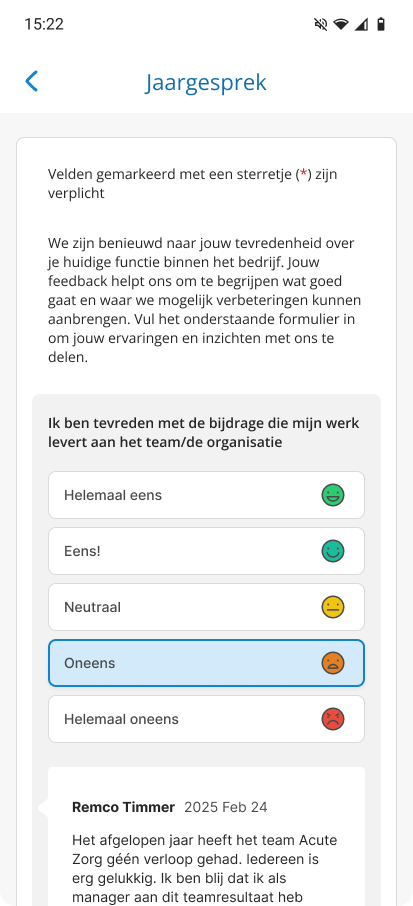 15:22
Jaargesprek
Velden gemarkeerd met een sterretje (*) zijn
verplicht
We zijn benieuwd naar jouw tevredenheid over
je huidige functie binnen het bedrijf. Jouw
feedback helpt ons om te begrijpen wat goed
gaat en waar we mogelijk verbeteringen kunnen
aanbrengen. Vul het onderstaande formulier in
om jouw ervaringen en inzichten met ons te
delen.
Ik ben tevreden met de bijdrage die mijn werk
levert aan het team/de organisatie
Helemaal eens
Eens!
Neutraal
Oneens
Helemaal oneens
Remco Timmer 2025 Feb 24
Het afgelopen jaar heeft het team Acute
Zorg géén verloop gehad. Iedereen is
erg gelukkig. Ik ben blij dat ik als
manager aan dit teamresultaat heb